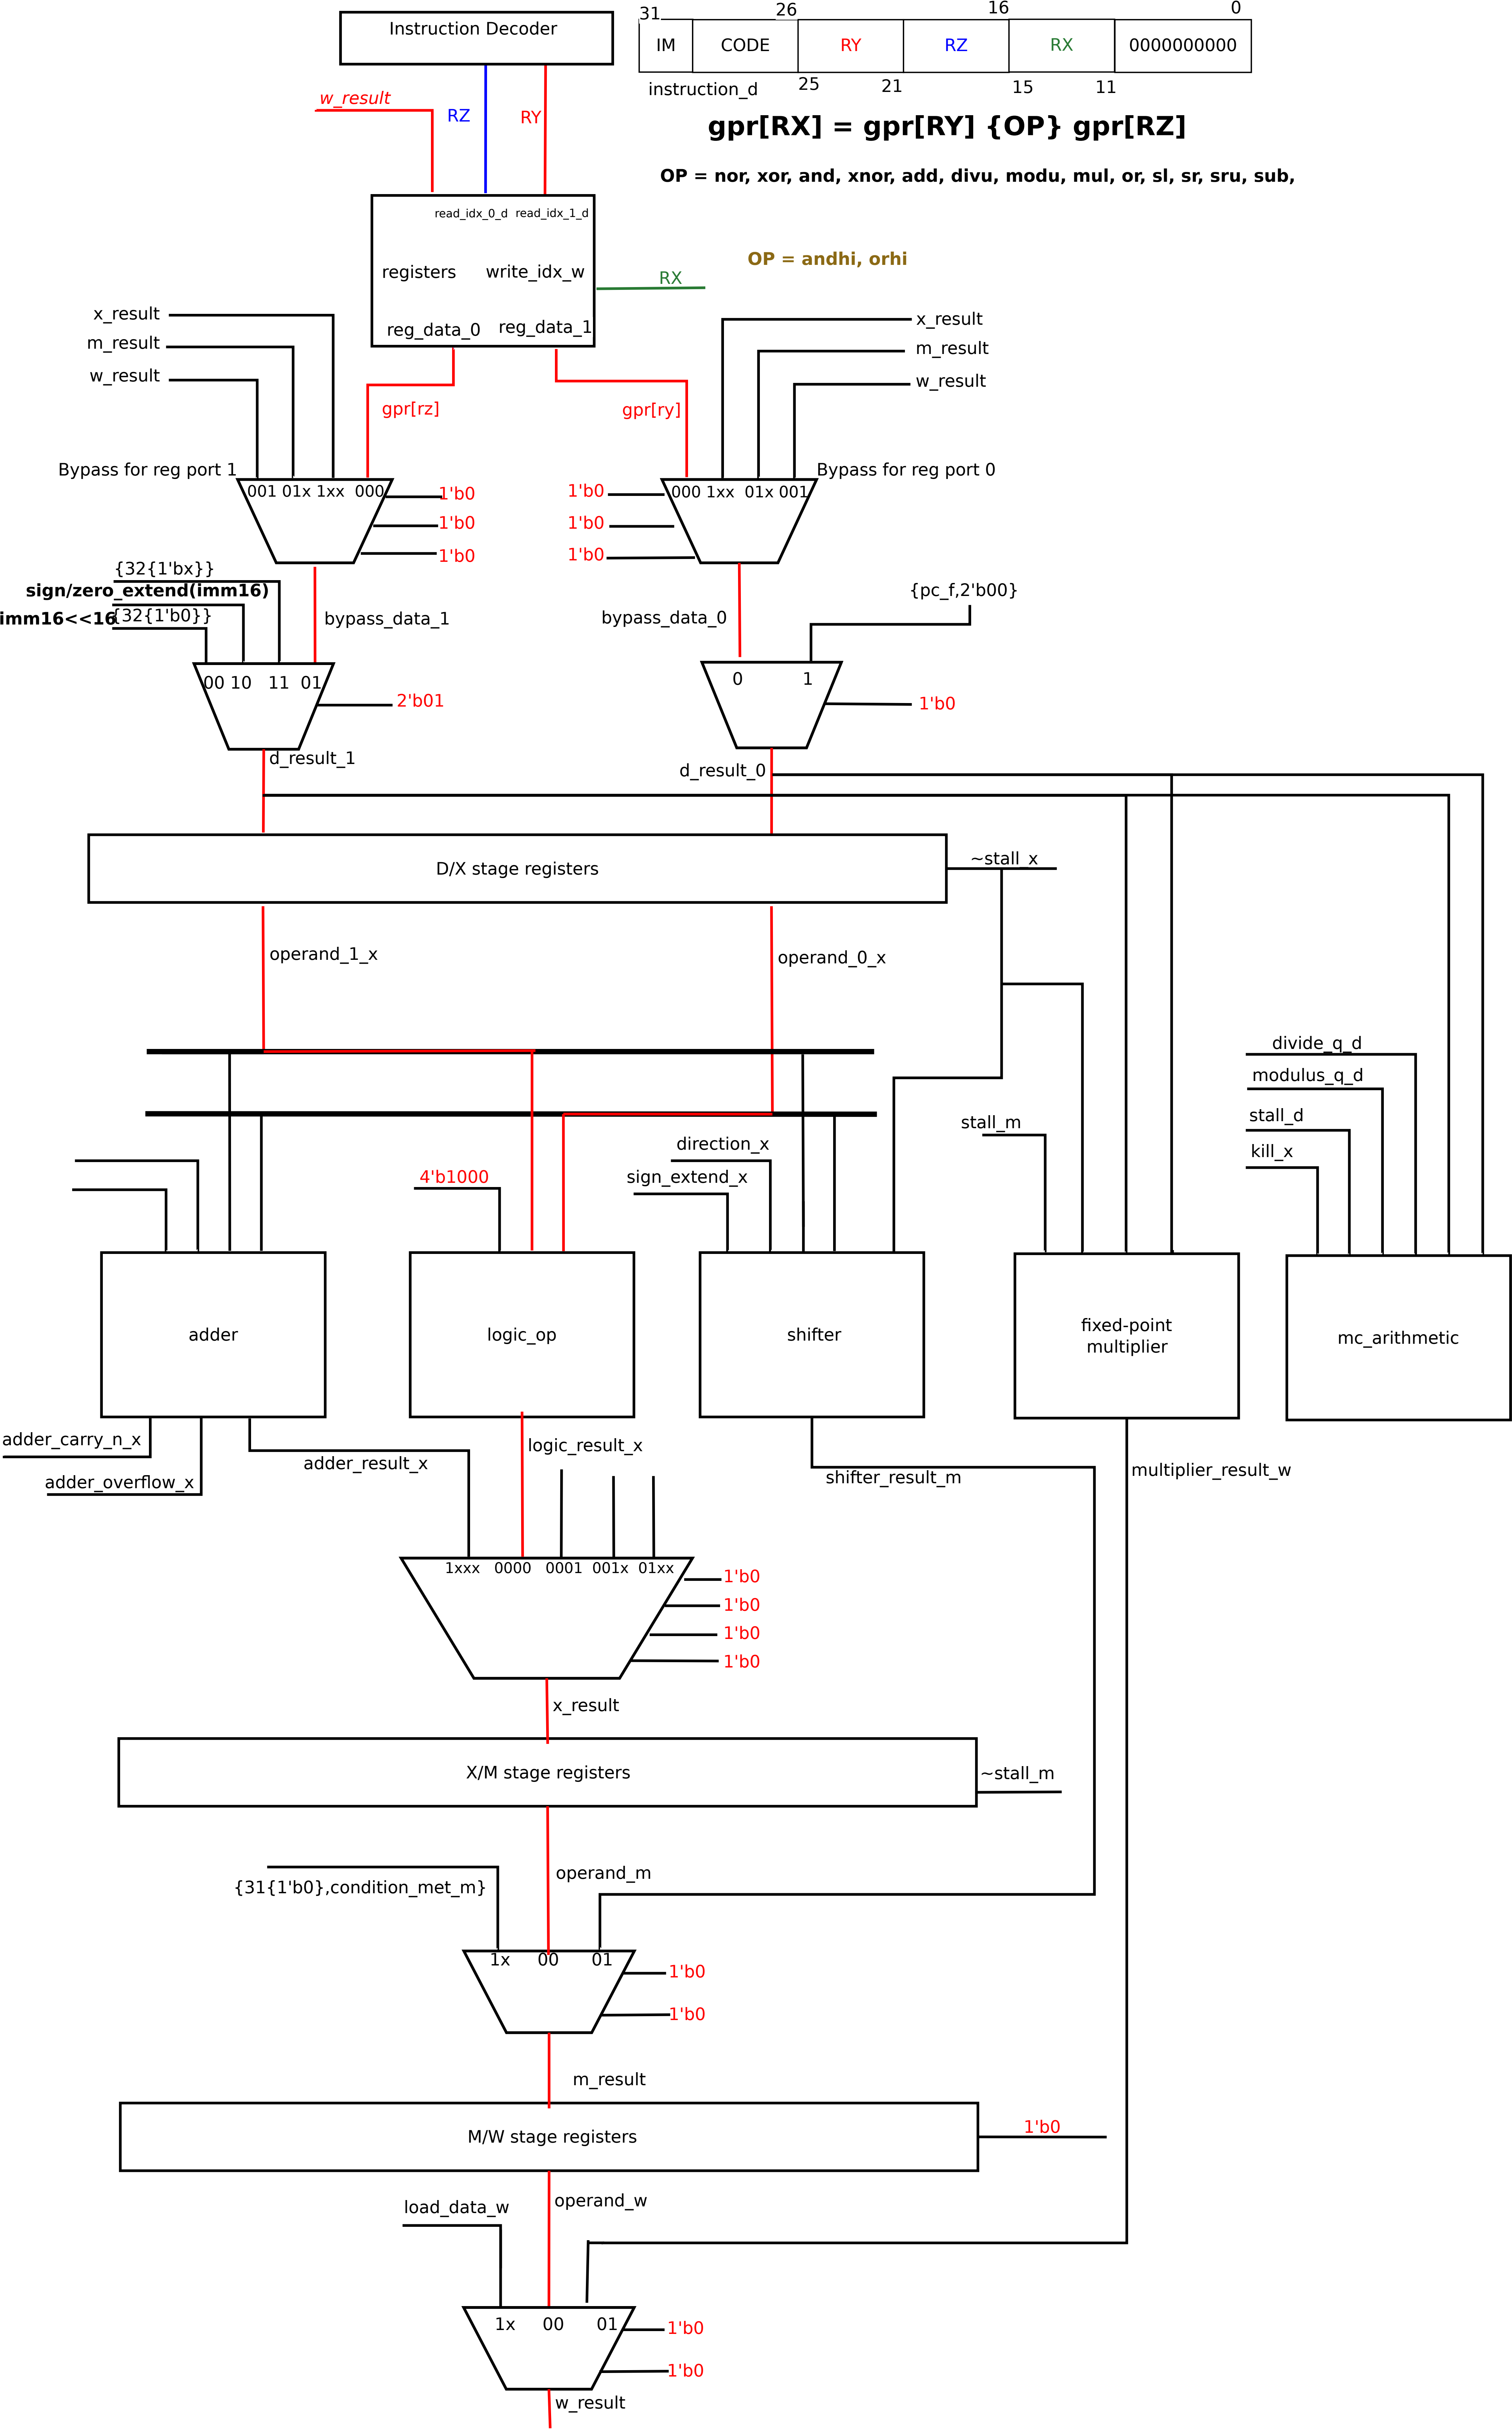 Instruction Decoder
31 26 16 0
IM CODE RY RZ RX 0000000000
instruction_d 25 21 15 11
w_result
RZ RY
gpr[RX] = gpr[RY] {OP} gpr[RZ]
OP = nor, xor, and, xnor, add, divu, modu, mul, or, sl, sr, sru, sub,
read_idx_0_d read_idx_1_d
registers write_idx_w
RX
OP = andhi, orhi
reg_data_0 reg_data_1
x_result
m_result
w_result
x_result
m_result
w_result
gpr[rz]
gpr[ry]
Bypass for reg port 1
Bypass for reg port 0
001 01x 1xx 000
1'b0
1'b0
1'b0
1'b0
1'b0
1'b0
000 1xx 01x 001
{32{1'bx}}
sign/zero_extend(imm16)
imm16<<16
{32{1'b0}}
bypass_data_1
bypass_data_0
{pc_f,2'b00}
00 10 11 01
2'b01
0 1
1'b0
d_result_1
d_result_0
D/X stage registers
~stall_x
operand_1_x
operand_0_x
divide_q_d
modulus_q_d
stall_d
kill_x
stall_m
direction_x
sign_extend_x
4'b1000
adder
logic_op
shifter
fixed-point
multiplier
mc_arithmetic
adder_carry_n_x
adder_overflow_x
adder_result_x
logic_result_x
shifter_result_m
multiplier_result_w
1xxx 0000 0001 001x 01xx
1'b0
1'b0
1'b0
1'b0
x_result
X/M stage registers
~stall_m
operand_m
{31{1'b0},condition_met_m}
1x 00 01
1'b0
1'b0
m_result
M/W stage registers
1'b0
load_data_w
operand_w
1x 00 01
1'b0
1'b0
w_result